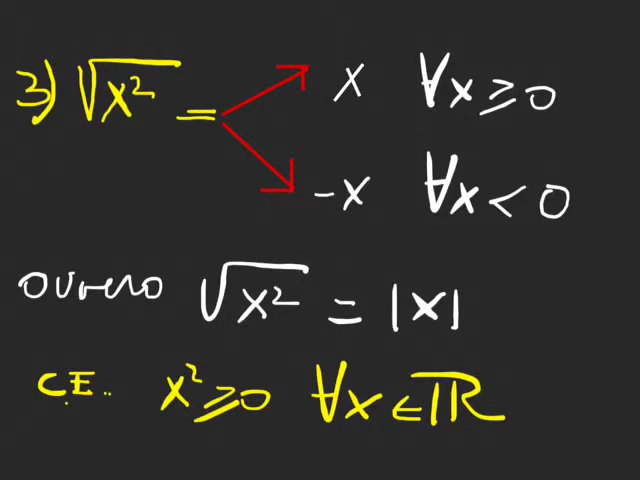 3) √x² = x ∀x ≥ 0
-x ∀x < 0
ovvero √x² = |x|
C.E. x² ≥ 0 ∀x ∈ ℝ